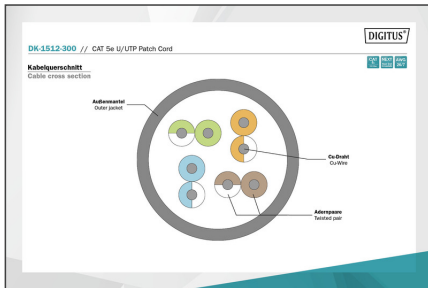 DIGITUS®
DK-1512-300 // CAT 5e U/UTP Patch Cord
Kabelquerschnitt
Cable cross section
Außenmantel
Outer jacket
Cu-Draht
Cu-Wire
Adernpaare
Twisted pair